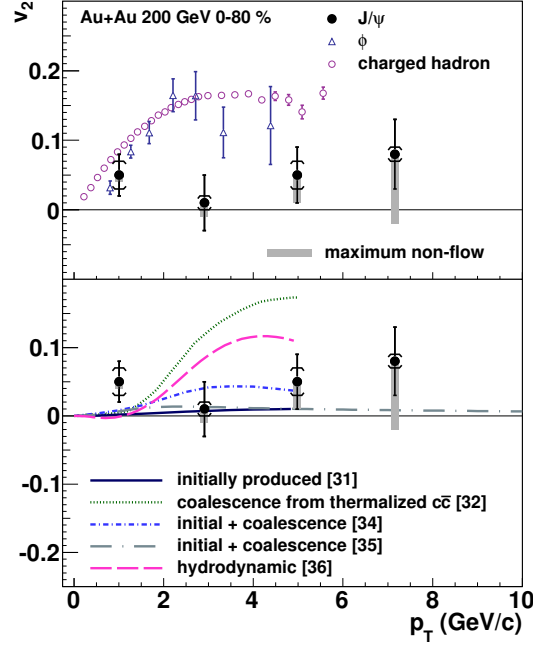 v2
Au+Au 200 GeV 0-80 %
J/ψ
ϕ
charged hadron
0.2
0.1
0
maximum non-flow
0.1
0
-0.1
-0.2
initially produced [31]
coalescence from thermalized cc̅ [32]
initial + coalescence [34]
initial + coalescence [35]
hydrodynamic [36]
0 2 4 6 8 10
pT (GeV/c)